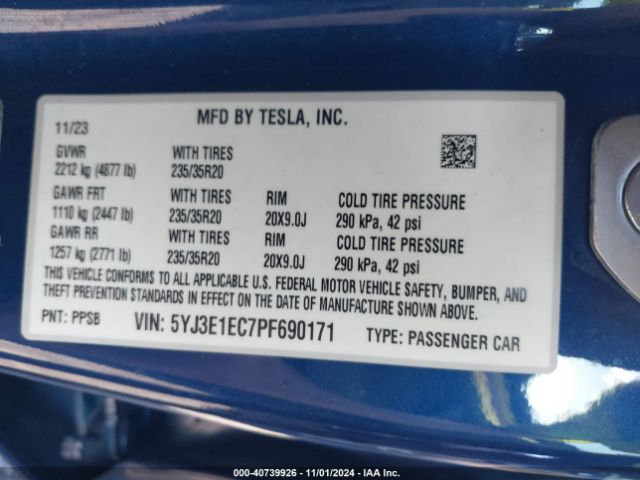 MFD BY TESLA, INC.
11/23
GVWR WITH TIRES
2212 kg (4877 lb) 235/35R20
GAWR FRT WITH TIRES RIM COLD TIRE PRESSURE
1110 kg (2447 lb) 235/35R20 20X9.0J 290 kPa, 42 psi
GAWR RR WITH TIRES RIM COLD TIRE PRESSURE
1257 kg (2771 lb) 235/35R20 20X9.0J 290 kPa, 42 psi
THIS VEHICLE CONFORMS TO ALL APPLICABLE U.S. FEDERAL MOTOR VEHICLE SAFETY, BUMPER, AND
THEFT PREVENTION STANDARDS IN EFFECT ON THE DATE OF MANUFACTURE SHOWN ABOVE.
PNT: PPSB VIN: 5YJ3E1EC7PF690171 TYPE: PASSENGER CAR
000-40739926 • 11/01/2024 • IAA Inc.